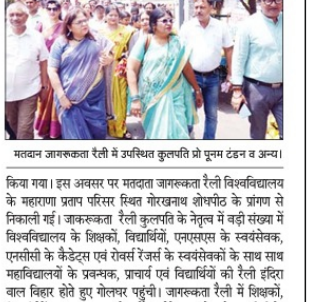 मतदान जागरूकता रैली में उपस्थित कुलपति प्रो पूनम टंडन व अन्य।
किया गया। इस अवसर पर मतदाता जागरूकता रैली विश्वविद्यालय
के महाराणा प्रताप परिसर स्थित गोरखनाथ शोधपीठ के प्रांगण से
निकाली गई। जाकरूकता रैली कुलपति के नेतृत्व में बड़ी संख्या में
विश्वविद्यालय के शिक्षकों, विद्यार्थियों, एनएसएस के स्वयंसेवक,
एनसीसी के कैडेट्स एवं रोवर्स रेंजर्स के स्वयंसेवकों के साथ साथ
महाविद्यालयों के प्रवन्धक, प्राचार्य एवं विद्यार्थियों की रैली इंदिरा
वाल विहार होते हुए गोलघर पहुंची। जागरूकता रैली में शिक्षकों,